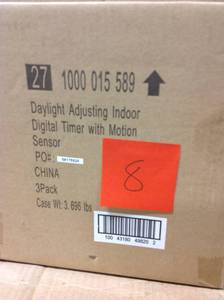 27 1000 015 589
Daylight Adjusting Indoor
Digital Timer with Motion
Sensor
PO#:
CHINA
3Pack
Case Wt: 3.696 lbs
8